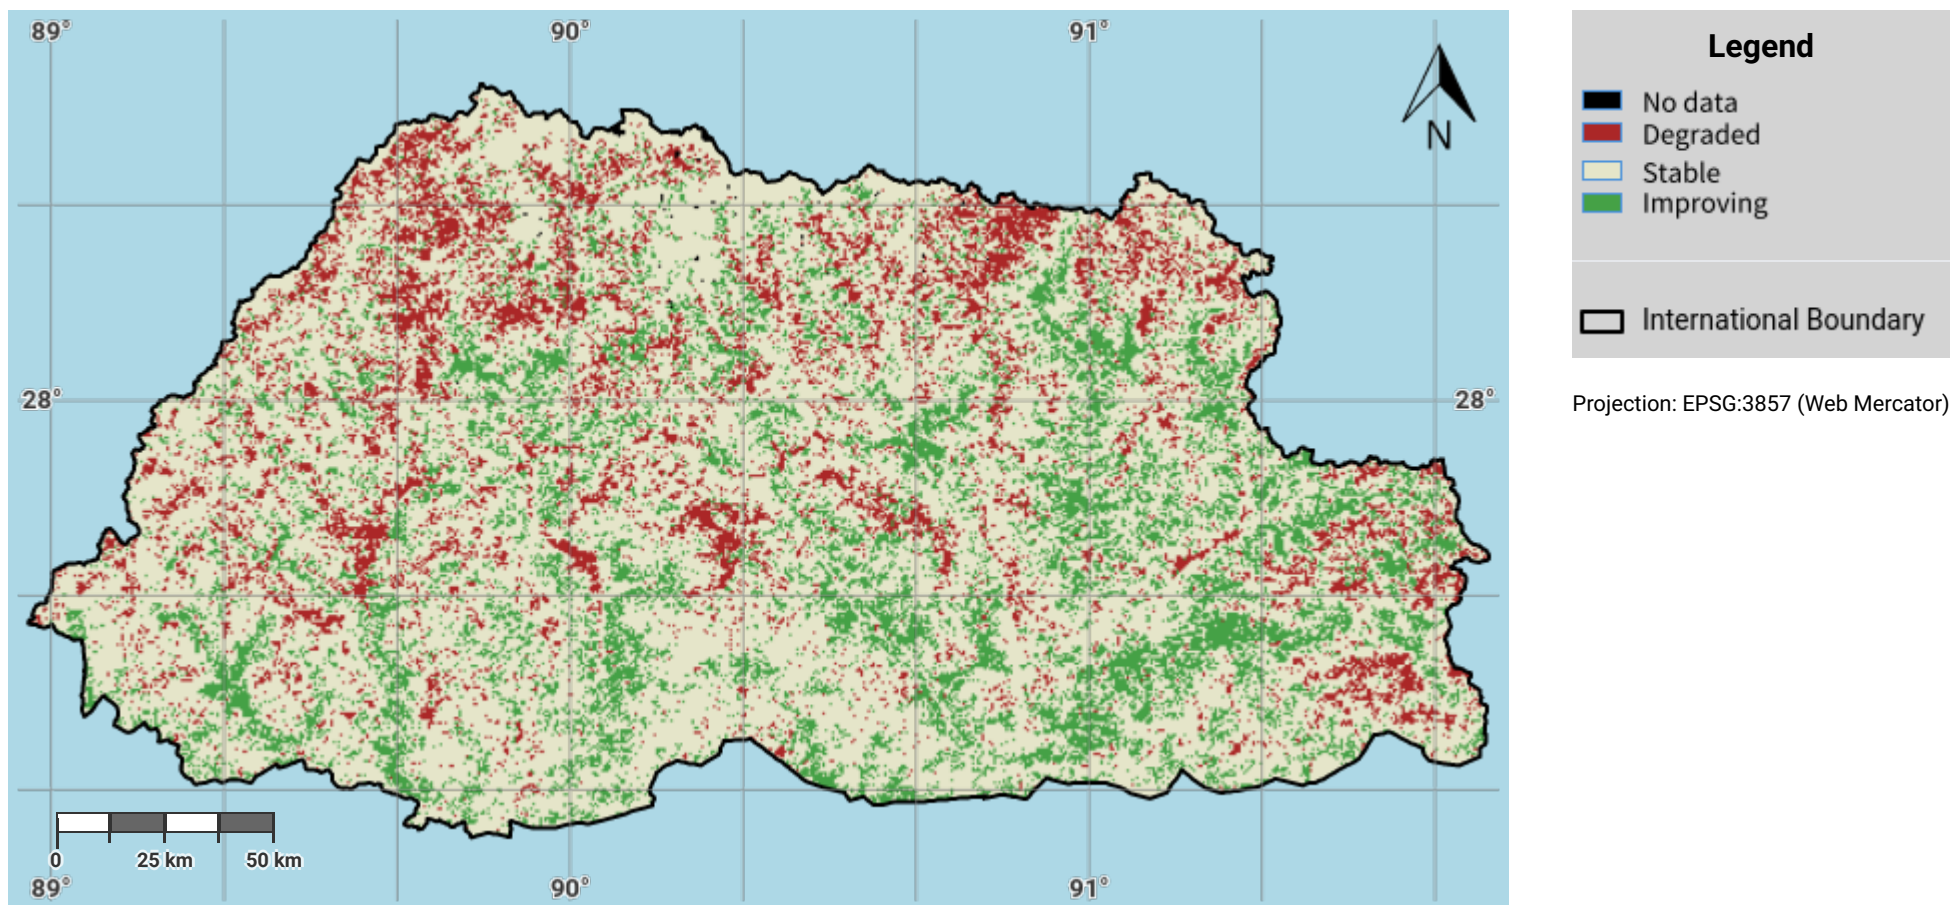 89° 90° 91°
N
28° 28°
0 25 km 50 km
89° 90° 91°
Legend
No data
Degraded
Stable
Improving
International Boundary
Projection: EPSG:3857 (Web Mercator)